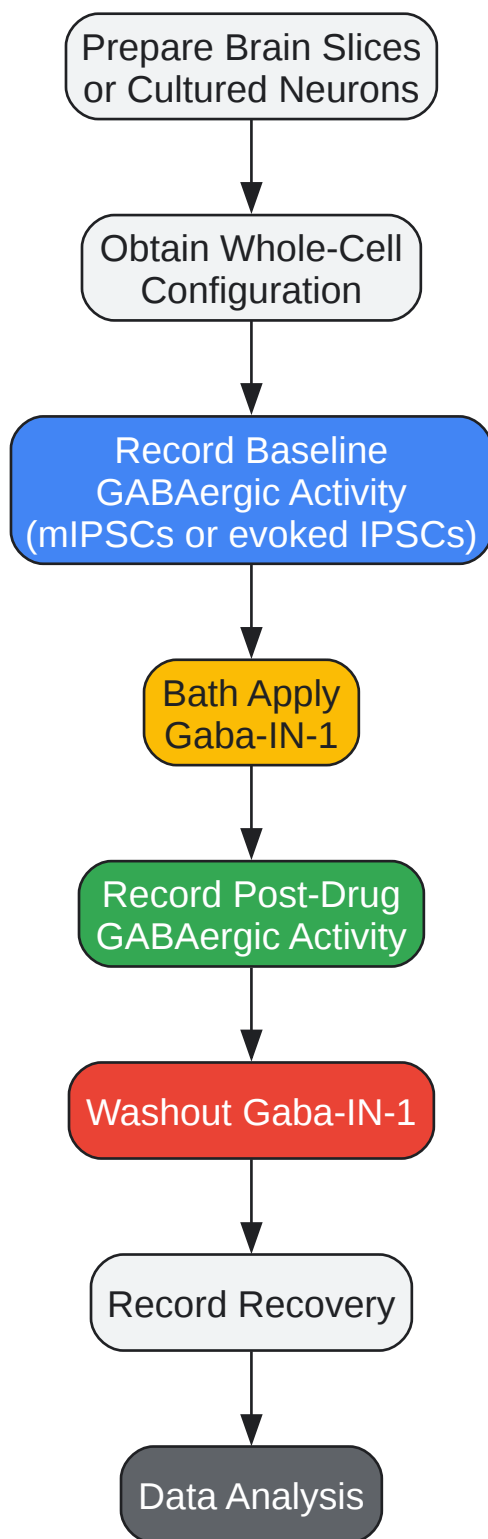 Prepare Brain Slices
or Cultured Neurons
Obtain Whole-Cell
Configuration
Record Baseline
GABAergic Activity
(mIPSCs or evoked IPSCs)
Bath Apply
Gaba-IN-1
Record Post-Drug
GABAergic Activity
Washout Gaba-IN-1
Record Recovery
Data Analysis